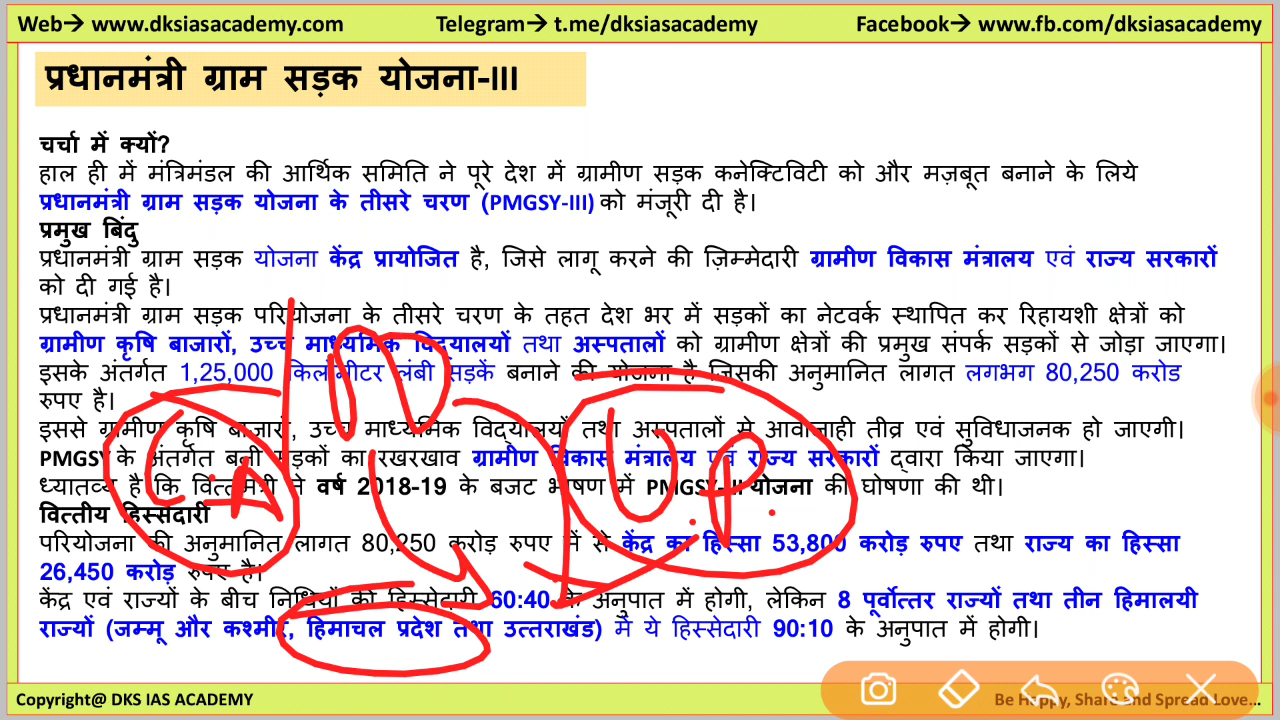 Web→ www.dksiasacademy.com Telegram→ t.me/dksiasacademy Facebook→ www.fb.com/dksiasacademy
प्रधानमंत्री ग्राम सड़क योजना-III
चर्चा में क्यों?
हाल ही में मंत्रिमंडल की आर्थिक समिति ने पूरे देश में ग्रामीण सड़क कनेक्टिविटी को और मज़बूत बनाने के लिये
प्रधानमंत्री ग्राम सड़क योजना के तीसरे चरण (PMGSY-III) को मंजूरी दी है।
प्रमुख बिंदु
प्रधानमंत्री ग्राम सड़क योजना केंद्र प्रायोजित है, जिसे लागू करने की ज़िम्मेदारी ग्रामीण विकास मंत्रालय एवं राज्य सरकारों
को दी गई है।
प्रधानमंत्री ग्राम सड़क परियोजना के तीसरे चरण के तहत देश भर में सड़कों का नेटवर्क स्थापित कर रिहायशी क्षेत्रों को
ग्रामीण कृषि बाजारों, उच्च माध्यमिक विद्यालयों तथा अस्पतालों को ग्रामीण क्षेत्रों की प्रमुख संपर्क सड़कों से जोड़ा जाएगा।
इसके अंतर्गत 1,25,000 किलोमीटर लंबी सड़कें बनाने की योजना है जिसकी अनुमानित लागत लगभग 80,250 करोड
रुपए है।
इससे ग्रामीण कृषि बाजारों, उच्च माध्यमिक विद्यालयों तथा अस्पतालों से आवाजाही तीव्र एवं सुविधाजनक हो जाएगी।
PMGSY के अंतर्गत बनी सड़कों का रखरखाव ग्रामीण विकास मंत्रालय एवं राज्य सरकारों द्वारा किया जाएगा।
ध्यातव्य है कि वित्त मंत्री ने वर्ष 2018-19 के बजट भाषण में PMGSY-III योजना की घोषणा की थी।
वित्तीय हिस्सेदारी
परियोजना की अनुमानित लागत 80,250 करोड़ रुपए में से केंद्र का हिस्सा 53,800 करोड़ रुपए तथा राज्य का हिस्सा
26,450 करोड़ रुपए है।
केंद्र एवं राज्यों के बीच निधियों की हिस्सेदारी 60:40 के अनुपात में होगी, लेकिन 8 पूर्वोत्तर राज्यों तथा तीन हिमालयी
राज्यों (जम्मू और कश्मीर, हिमाचल प्रदेश तथा उत्तराखंड) में ये हिस्सेदारी 90:10 के अनुपात में होगी।
U.P.
Copyright@ DKS IAS ACADEMY Be Happy, Share and Spread Love...